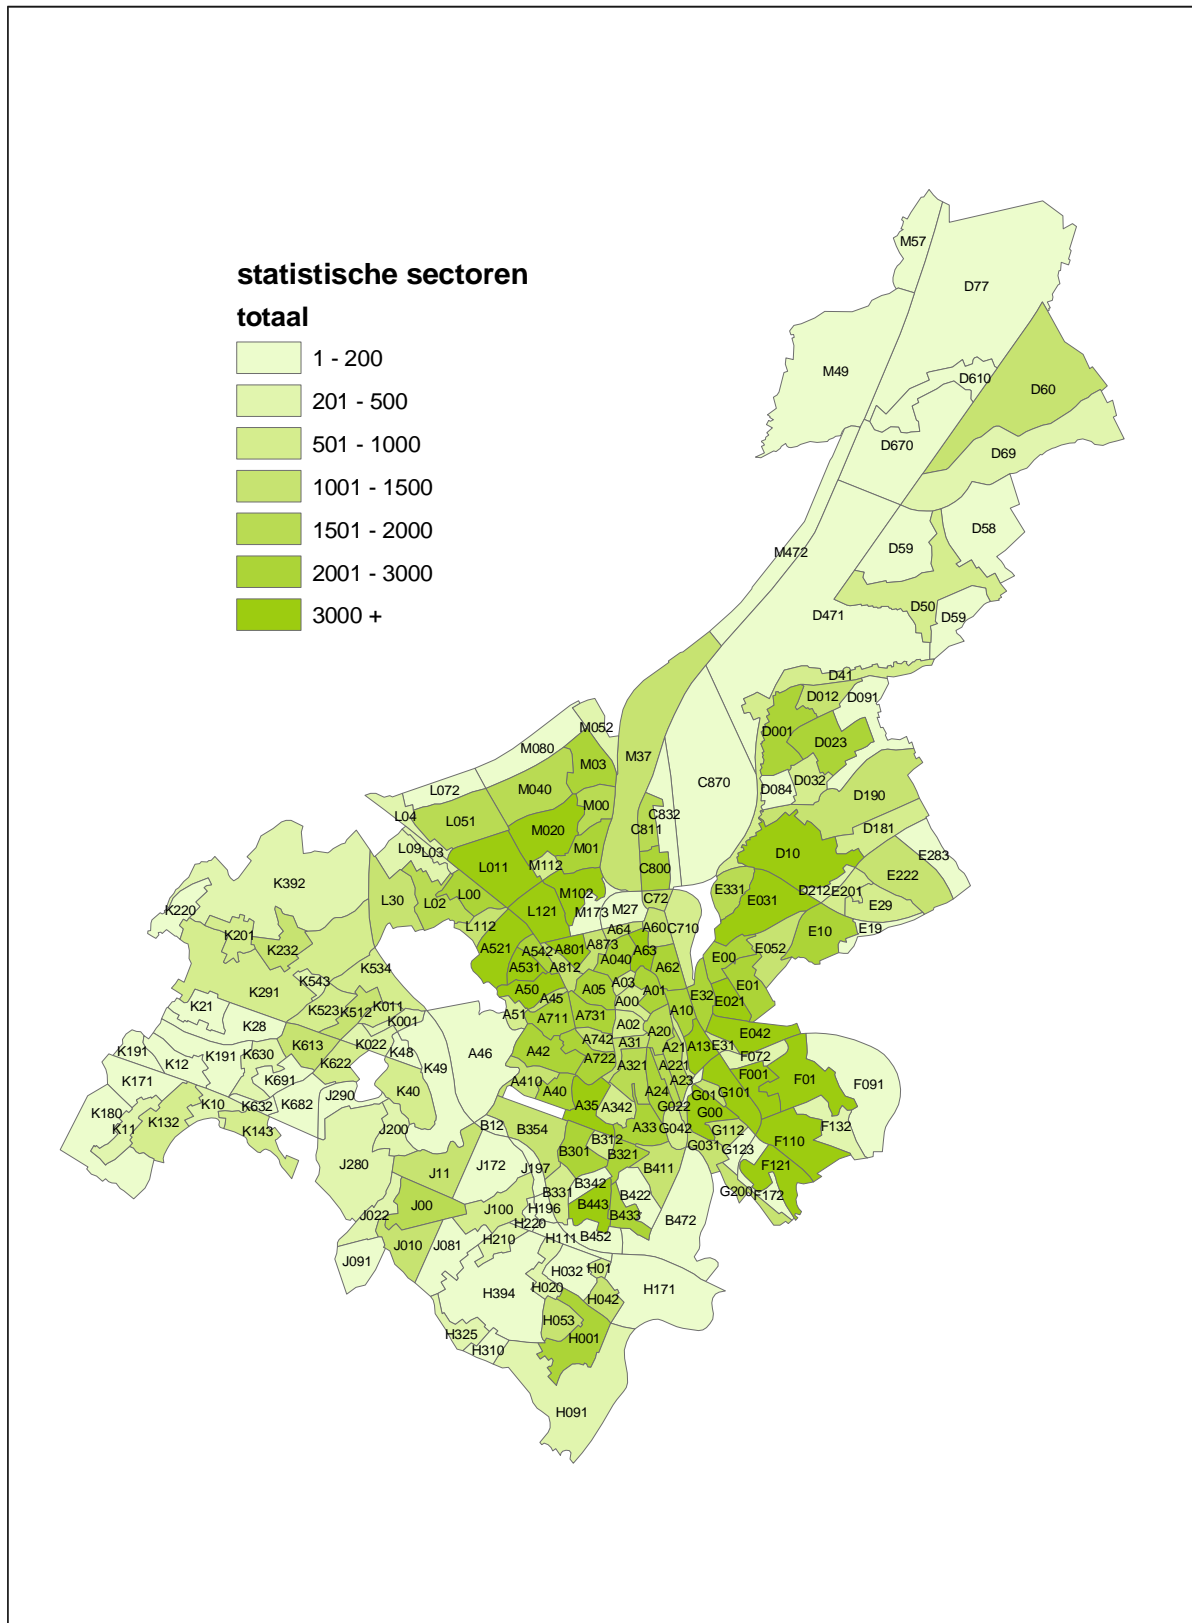 statistische sectoren
totaal
1 - 200
201 - 500
501 - 1000
1001 - 1500
1501 - 2000
2001 - 3000
3000 +
M57
D77
M49
D610
D60
D670
D69
D58
D59
M472
D50
D471
D59
D41
D012
D091
M052
D001
M080
D023
M37
M03
C870
D032
L072
M040
D084
D190
M00
L04
L051
C832
M020
C811
D181
L09
L03
M01
D10
E283
L011
M112
C800
K392
E222
E331
D212
E201
L30
L00
M102
C72
E031
E29
K220
L02
L121
M173
M27
K201
L112
A64
A60
C710
E10
E19
K232
A521
A542
A801
A873
A63
E052
A040
E00
K534
A531
A812
A62
K543
A03
E01
K291
A50
A05
A01
E32
A45
A00
E021
K21
K523
K512
K011
A51
A711
A731
A10
K28
K001
A02
A20
E042
K613
K022
A742
A31
A21
A13
E31
K191
K48
A46
A42
F072
K12
K191
K630
K622
K49
A722
A321
A221
F001
K171
K691
A410
A23
F01
F091
J290
K40
A40
A24
G01
G101
K180
K10
K632
K682
A35
A342
G022
G00
K11
K132
B12
A33
G042
G112
F132
K143
J200
B354
B312
G031
G123
F110
B301
B321
J280
J11
J172
J197
B411
F121
B342
G200
F172
B331
B422
J00
J100
H196
B443
B433
J022
H220
B472
J010
J081
H210
H111
B452
J091
H032
H01
H394
H020
H042
H171
H053
H325
H001
H310
H091